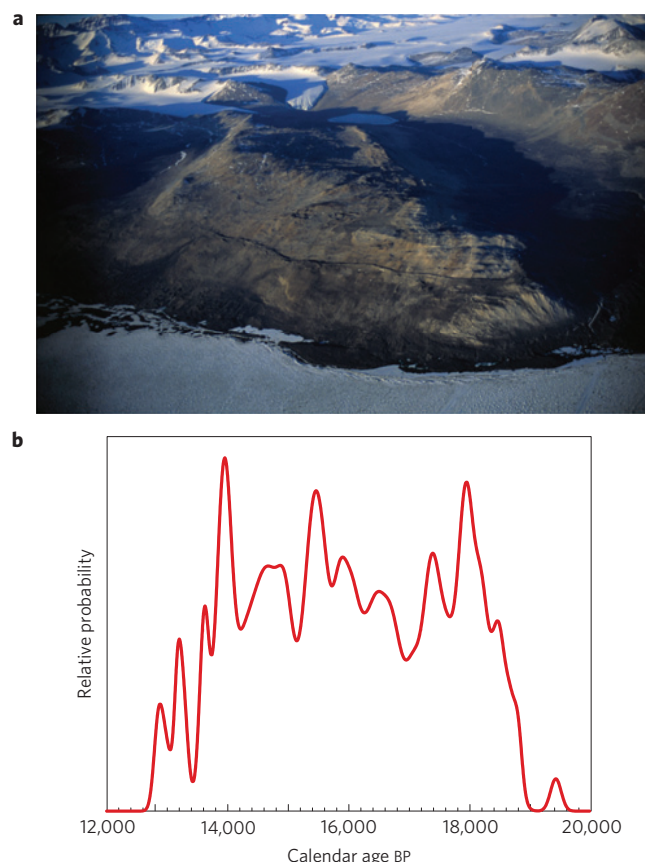 a
b
Relative probability
12,000
14,000
16,000
18,000
20,000
Calendar age BP